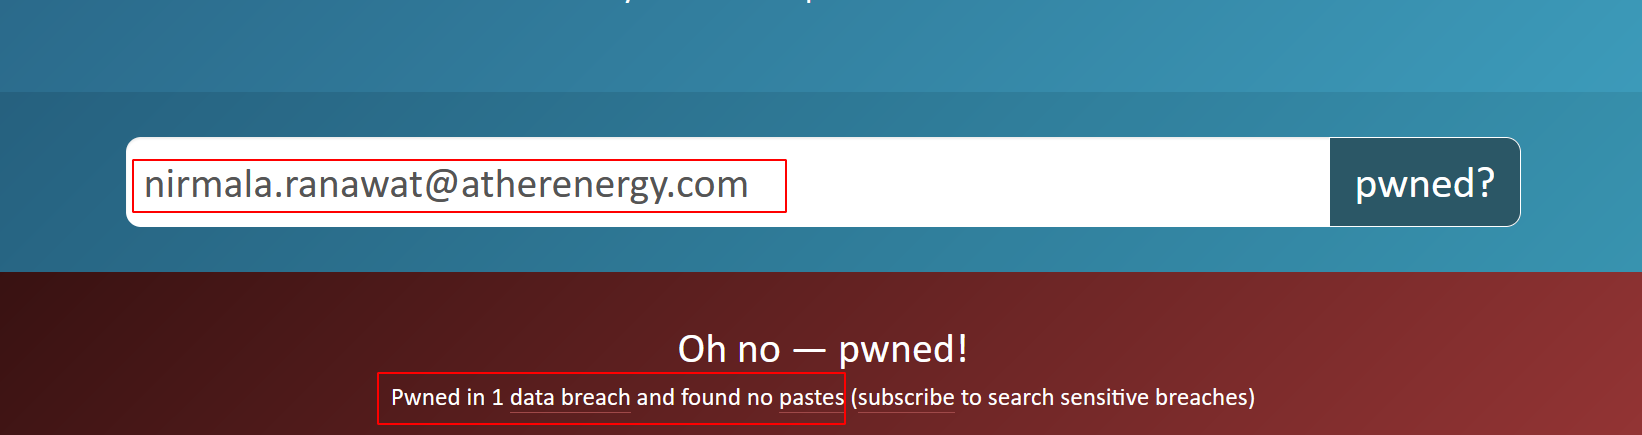 nirmala.ranawat@atherenergy.com
pwned?
Oh no — pwned!
Pwned in 1 data breach and found no pastes (subscribe to search sensitive breaches)